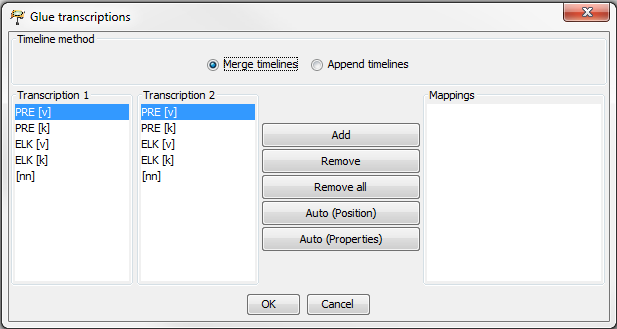 Glue transcriptions
Timeline method
Merge timelines Append timelines
Transcription 1
PRE [v]
PRE [k]
ELK [v]
ELK [k]
[nn]
Transcription 2
PRE [v]
PRE [k]
ELK [v]
ELK [k]
[nn]
Add
Remove
Remove all
Auto (Position)
Auto (Properties)
Mappings
OK Cancel